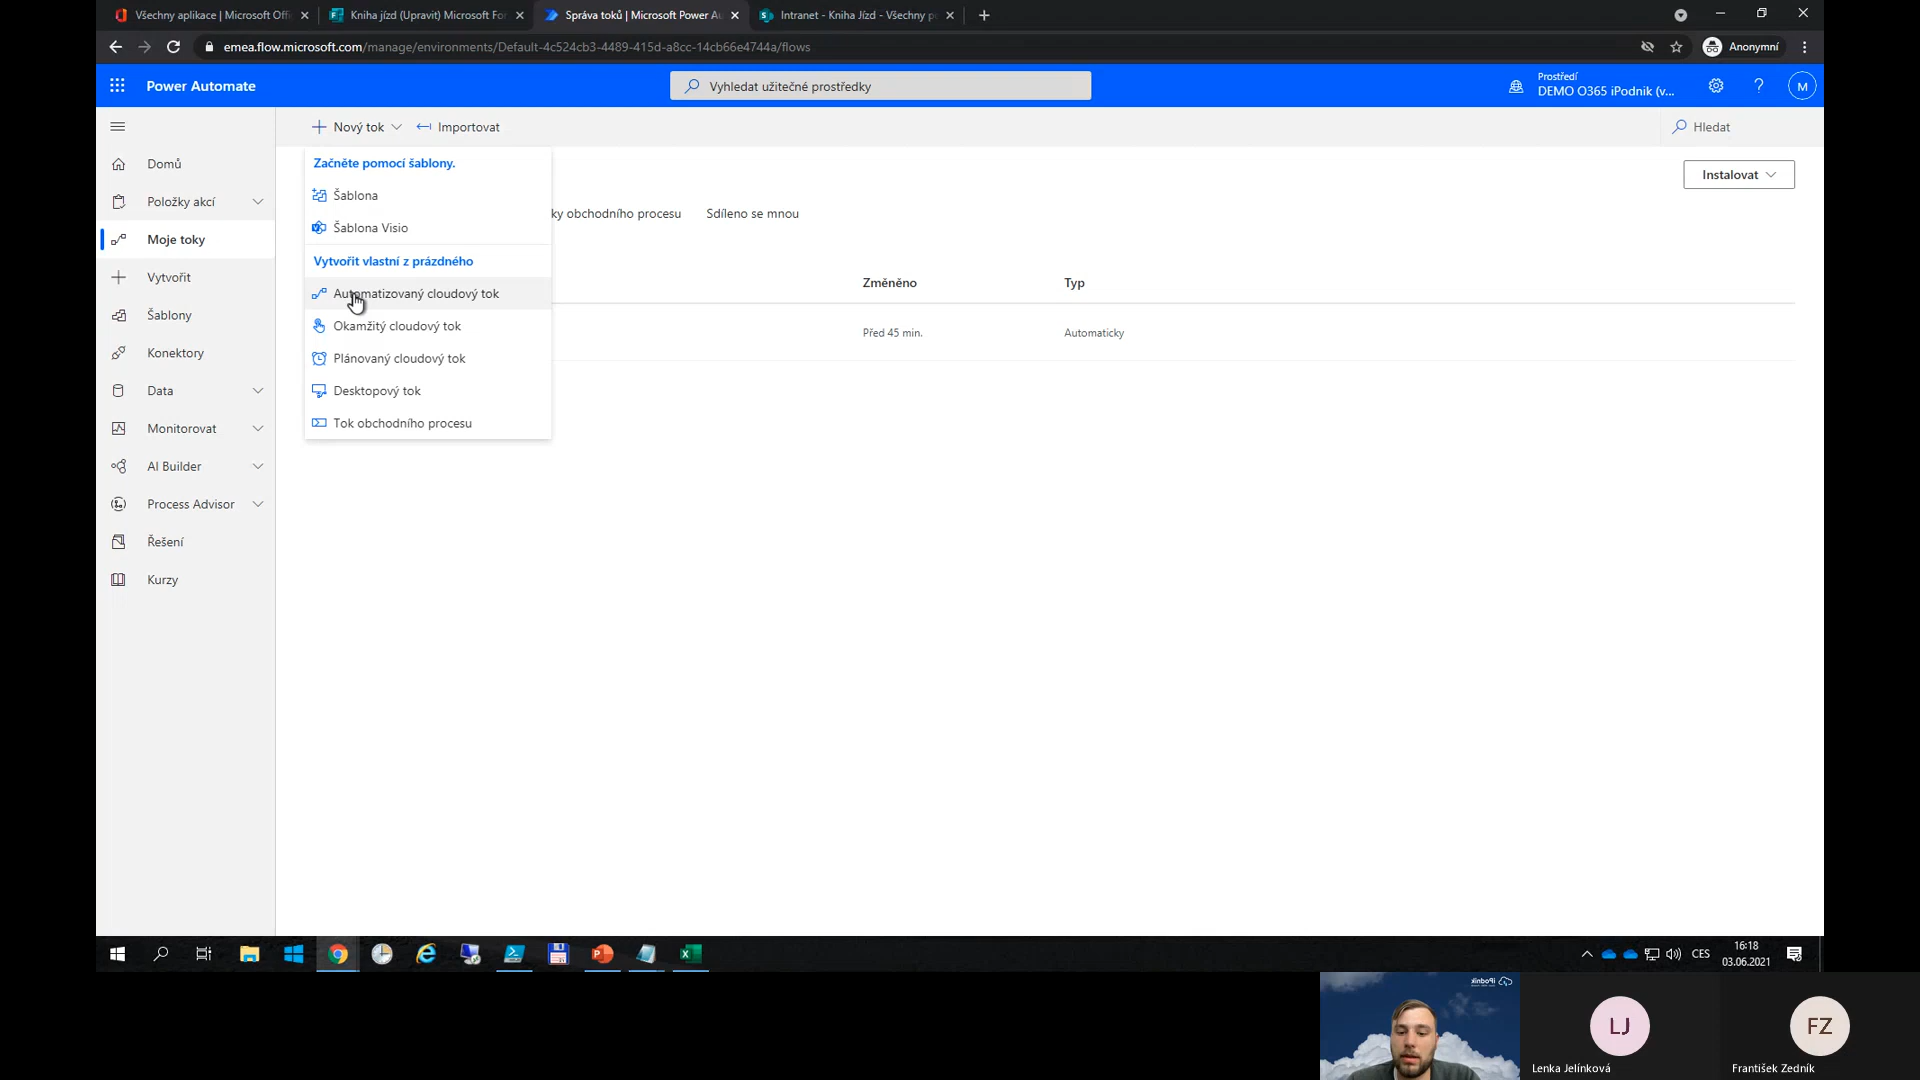 Všechny aplikace | Microsoft Offi
Kniha jízd (Upravit) Microsoft For
Správa toků | Microsoft Power Au
Intranet - Kniha Jízd - Všechny po
emea.flow.microsoft.com/manage/environments/Default-4c524cb3-4489-415d-a8cc-14cb66e4744a/flows
Anonymní
Power Automate
Vyhledat užitečné prostředky
Prostředí
DEMO O365 iPodnik (v...
M
Nový tok
Importovat
Hledat
Domů
Položky akcí
Moje toky
Vytvořit
Šablony
Konektory
Data
Monitorovat
AI Builder
Process Advisor
Řešení
Kurzy
Začněte pomocí šablony.
Šablona
Šablona Visio
Vytvořit vlastní z prázdného
Automatizovaný cloudový tok
Okamžitý cloudový tok
Plánovaný cloudový tok
Desktopový tok
Tok obchodního procesu
Instalovat
ky obchodního procesu
Sdíleno se mnou
Změněno
Typ
Před 45 min.
Automaticky
CES
16:18
03.06.2021
iPodnik
LJ
Lenka Jelínková
FZ
František Zedník